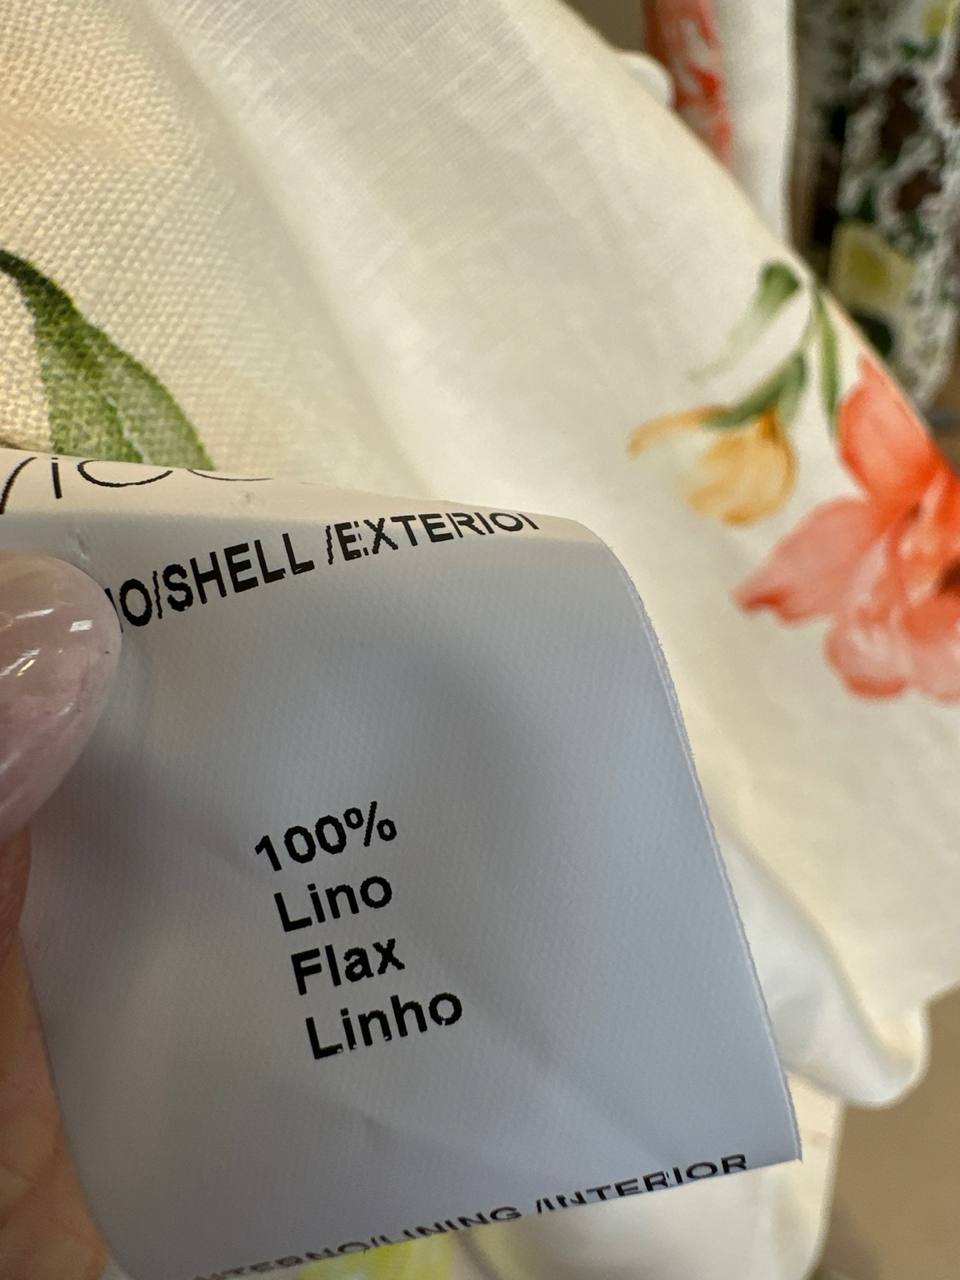 /SHELL /EXTERIOR
100%
Lino
Flax
Linho
/LINING /INTERIOR